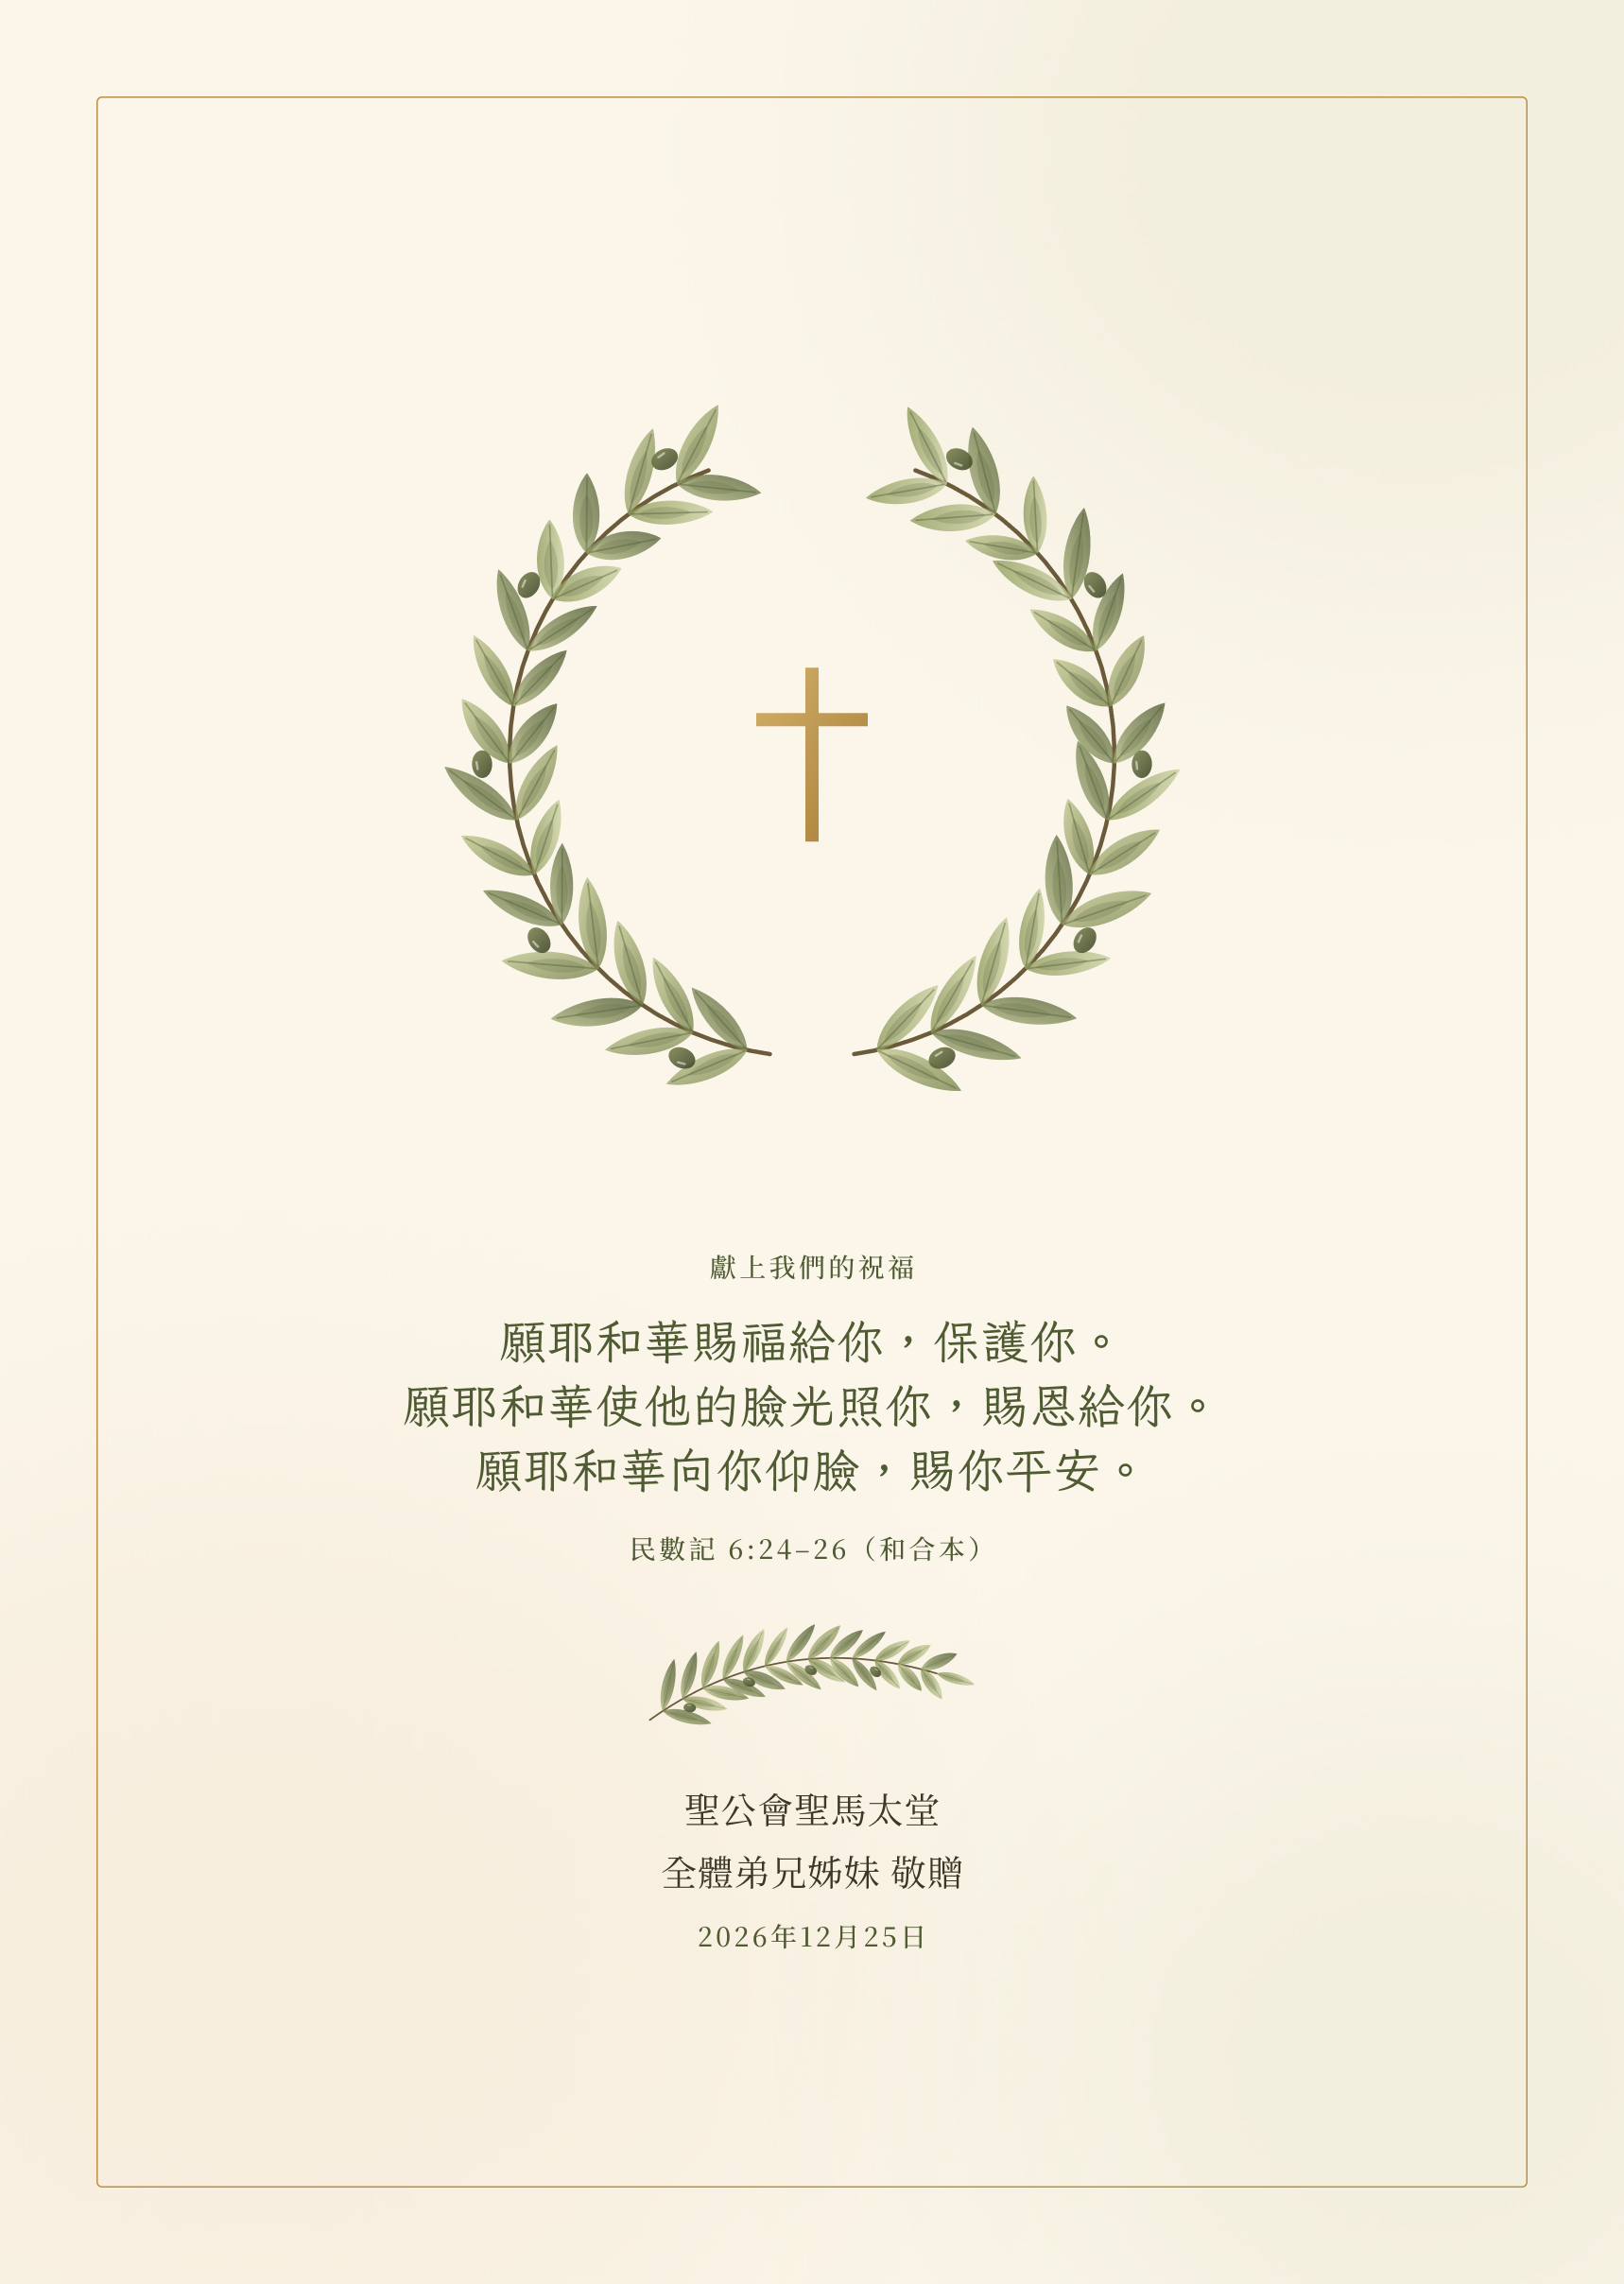 獻上我們的祝福
願耶和華賜福給你，保護你。
願耶和華使他的臉光照你，賜恩給你。
願耶和華向你仰臉，賜你平安。
民數記 6:24–26（和合本）
聖公會聖馬太堂
全體弟兄姊妹 敬贈
2026年12月25日